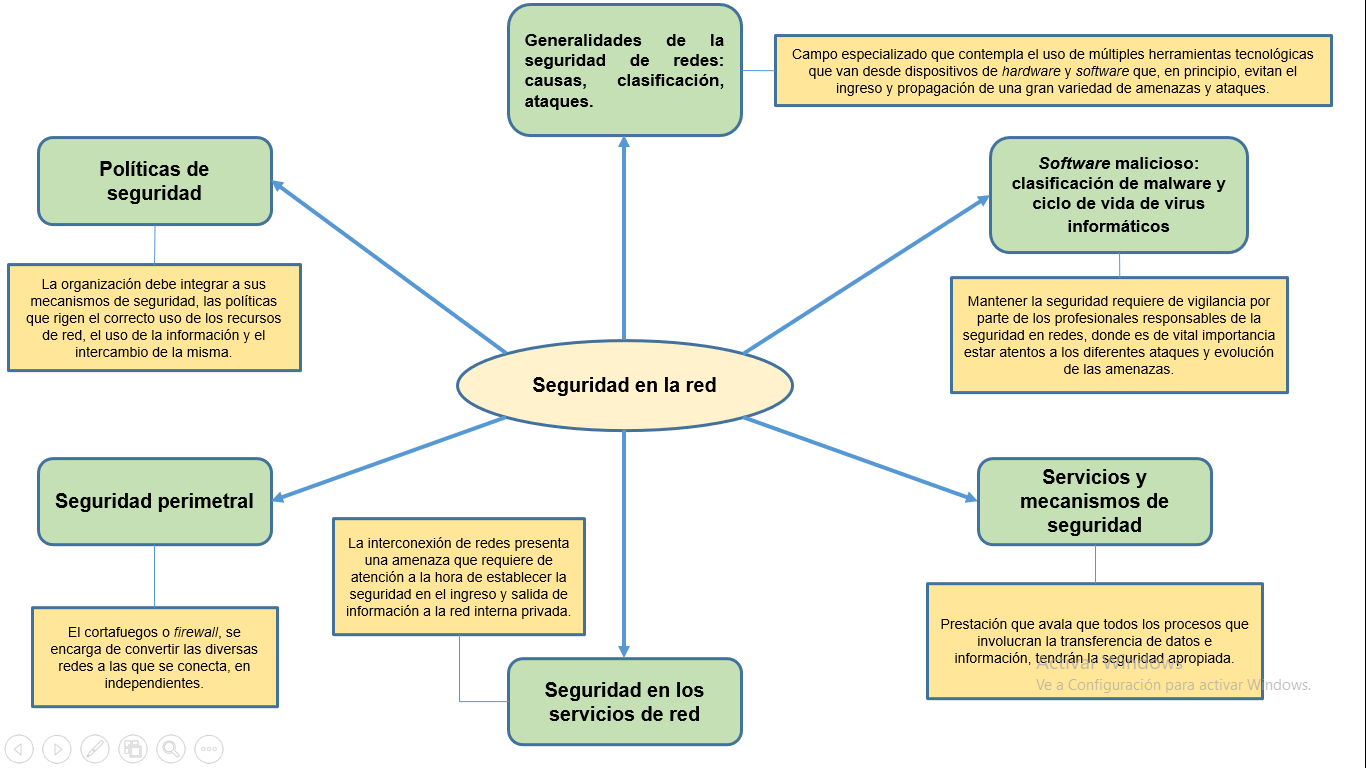 Generalidades de la
seguridad de redes:
causas, clasificación,
ataques.
Campo especializado que contempla el uso de múltiples herramientas tecnológicas
que van desde dispositivos de hardware y software que, en principio, evitan el
ingreso y propagación de una gran variedad de amenazas y ataques.
Políticas de
seguridad
La organización debe integrar a sus
mecanismos de seguridad, las políticas
que rigen el correcto uso de los recursos
de red, el uso de la información y el
intercambio de la misma.
Software malicioso:
clasificación de malware y
ciclo de vida de virus
informáticos
Mantener la seguridad requiere de vigilancia por
parte de los profesionales responsables de la
seguridad en redes, donde es de vital importancia
estar atentos a los diferentes ataques y evolución
de las amenazas.
Seguridad en la red
Seguridad perimetral
El cortafuegos o firewall, se
encarga de convertir las diversas
redes a las que se conecta, en
independientes.
La interconexión de redes presenta
una amenaza que requiere de
atención a la hora de establecer la
seguridad en el ingreso y salida de
información a la red interna privada.
Seguridad en los
servicios de red
Servicios y
mecanismos de
seguridad
Prestación que avala que todos los procesos que
involucran la transferencia de datos e
información, tendrán la seguridad apropiada.
Activar Windows
Ve a Configuración para activar Windows.